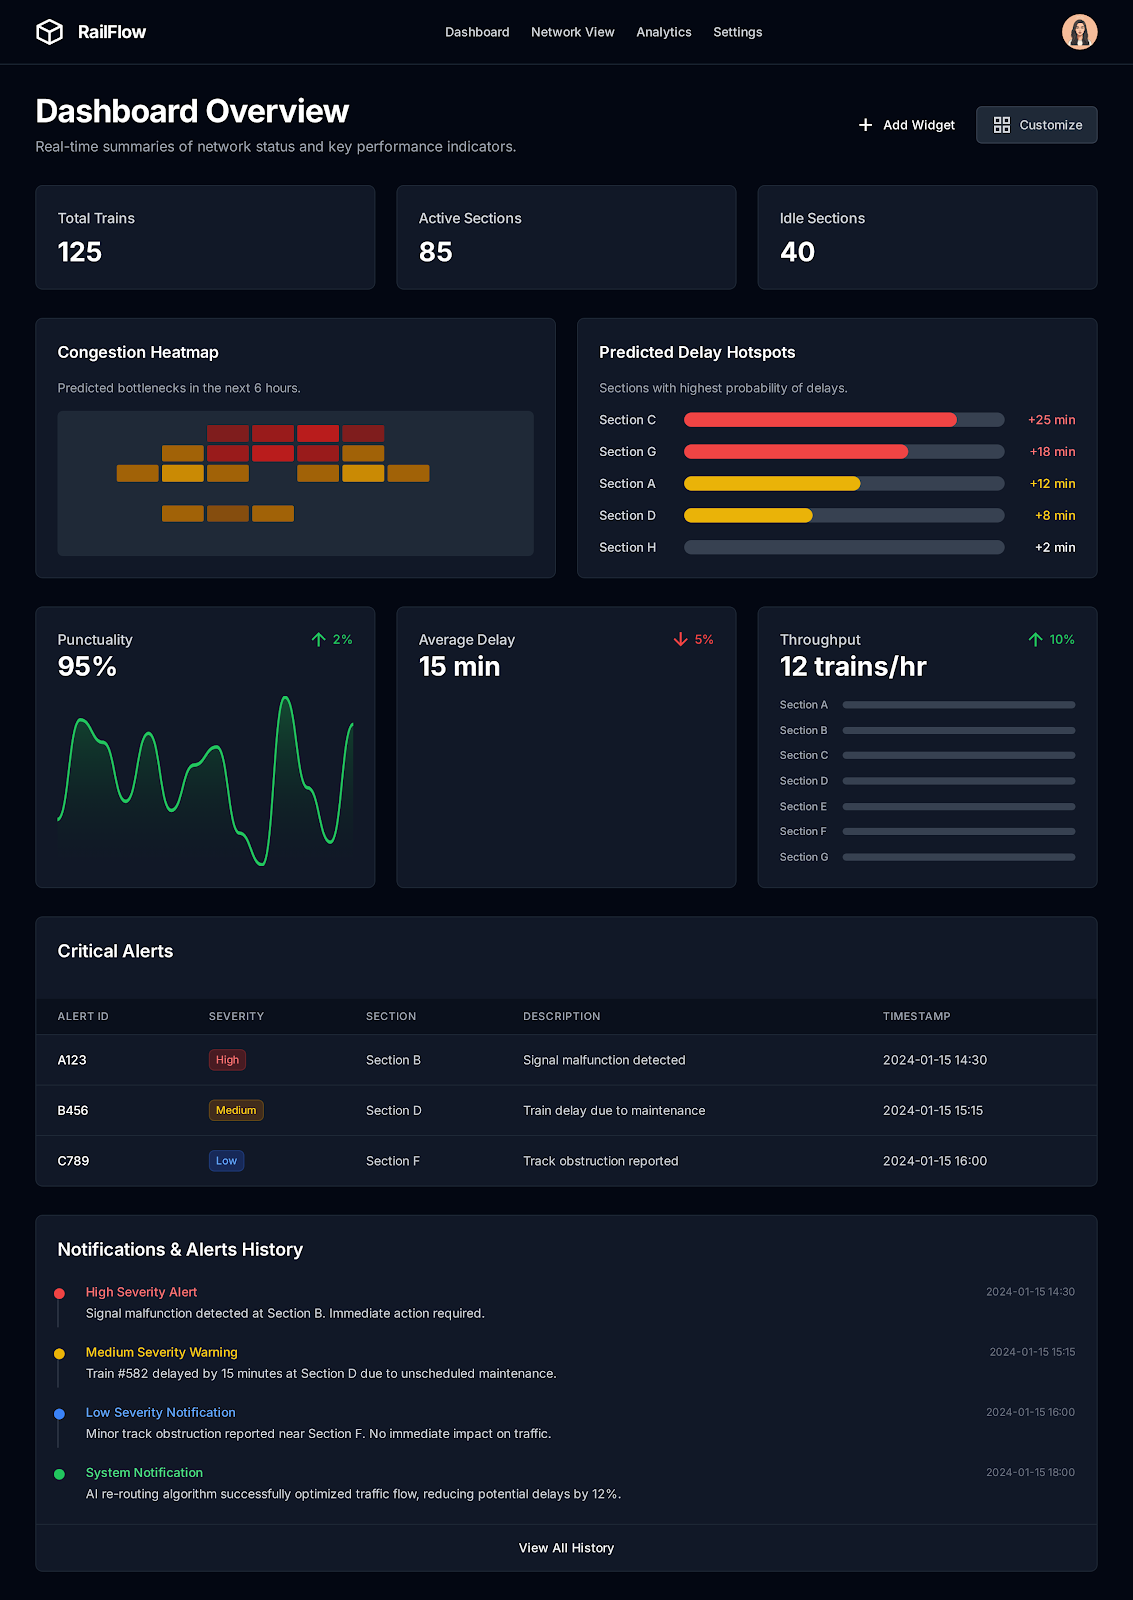 RailFlow
Dashboard Network View Analytics Settings
Dashboard Overview
Real-time summaries of network status and key performance indicators.
Add Widget
Customize
Total Trains
125
Active Sections
85
Idle Sections
40
Congestion Heatmap
Predicted bottlenecks in the next 6 hours.
Predicted Delay Hotspots
Sections with highest probability of delays.
Section C +25 min
Section G +18 min
Section A +12 min
Section D +8 min
Section H +2 min
Punctuality 2%
95%
Average Delay 5%
15 min
Throughput 10%
12 trains/hr
Section A
Section B
Section C
Section D
Section E
Section F
Section G
Critical Alerts
ALERT ID SEVERITY SECTION DESCRIPTION TIMESTAMP
A123 High Section B Signal malfunction detected 2024-01-15 14:30
B456 Medium Section D Train delay due to maintenance 2024-01-15 15:15
C789 Low Section F Track obstruction reported 2024-01-15 16:00
Notifications & Alerts History
High Severity Alert 2024-01-15 14:30
Signal malfunction detected at Section B. Immediate action required.
Medium Severity Warning 2024-01-15 15:15
Train #582 delayed by 15 minutes at Section D due to unscheduled maintenance.
Low Severity Notification 2024-01-15 16:00
Minor track obstruction reported near Section F. No immediate impact on traffic.
System Notification 2024-01-15 18:00
AI re-routing algorithm successfully optimized traffic flow, reducing potential delays by 12%.
View All History